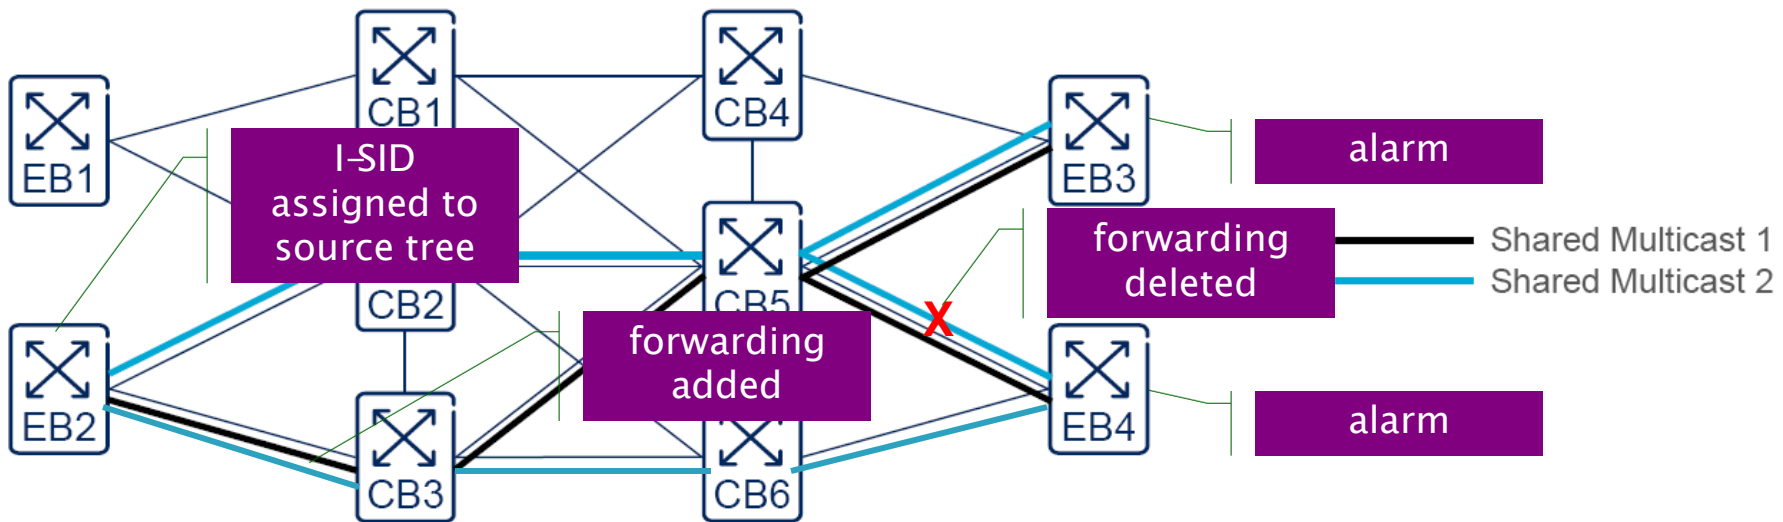 CB1
CB4
EB1
I-SID
assigned to
source tree
EB3
alarm
forwarding
deleted
Shared Multicast 1
Shared Multicast 2
CB2
CB5
forwarding
added
X
EB2
CB3
CB6
EB4
alarm